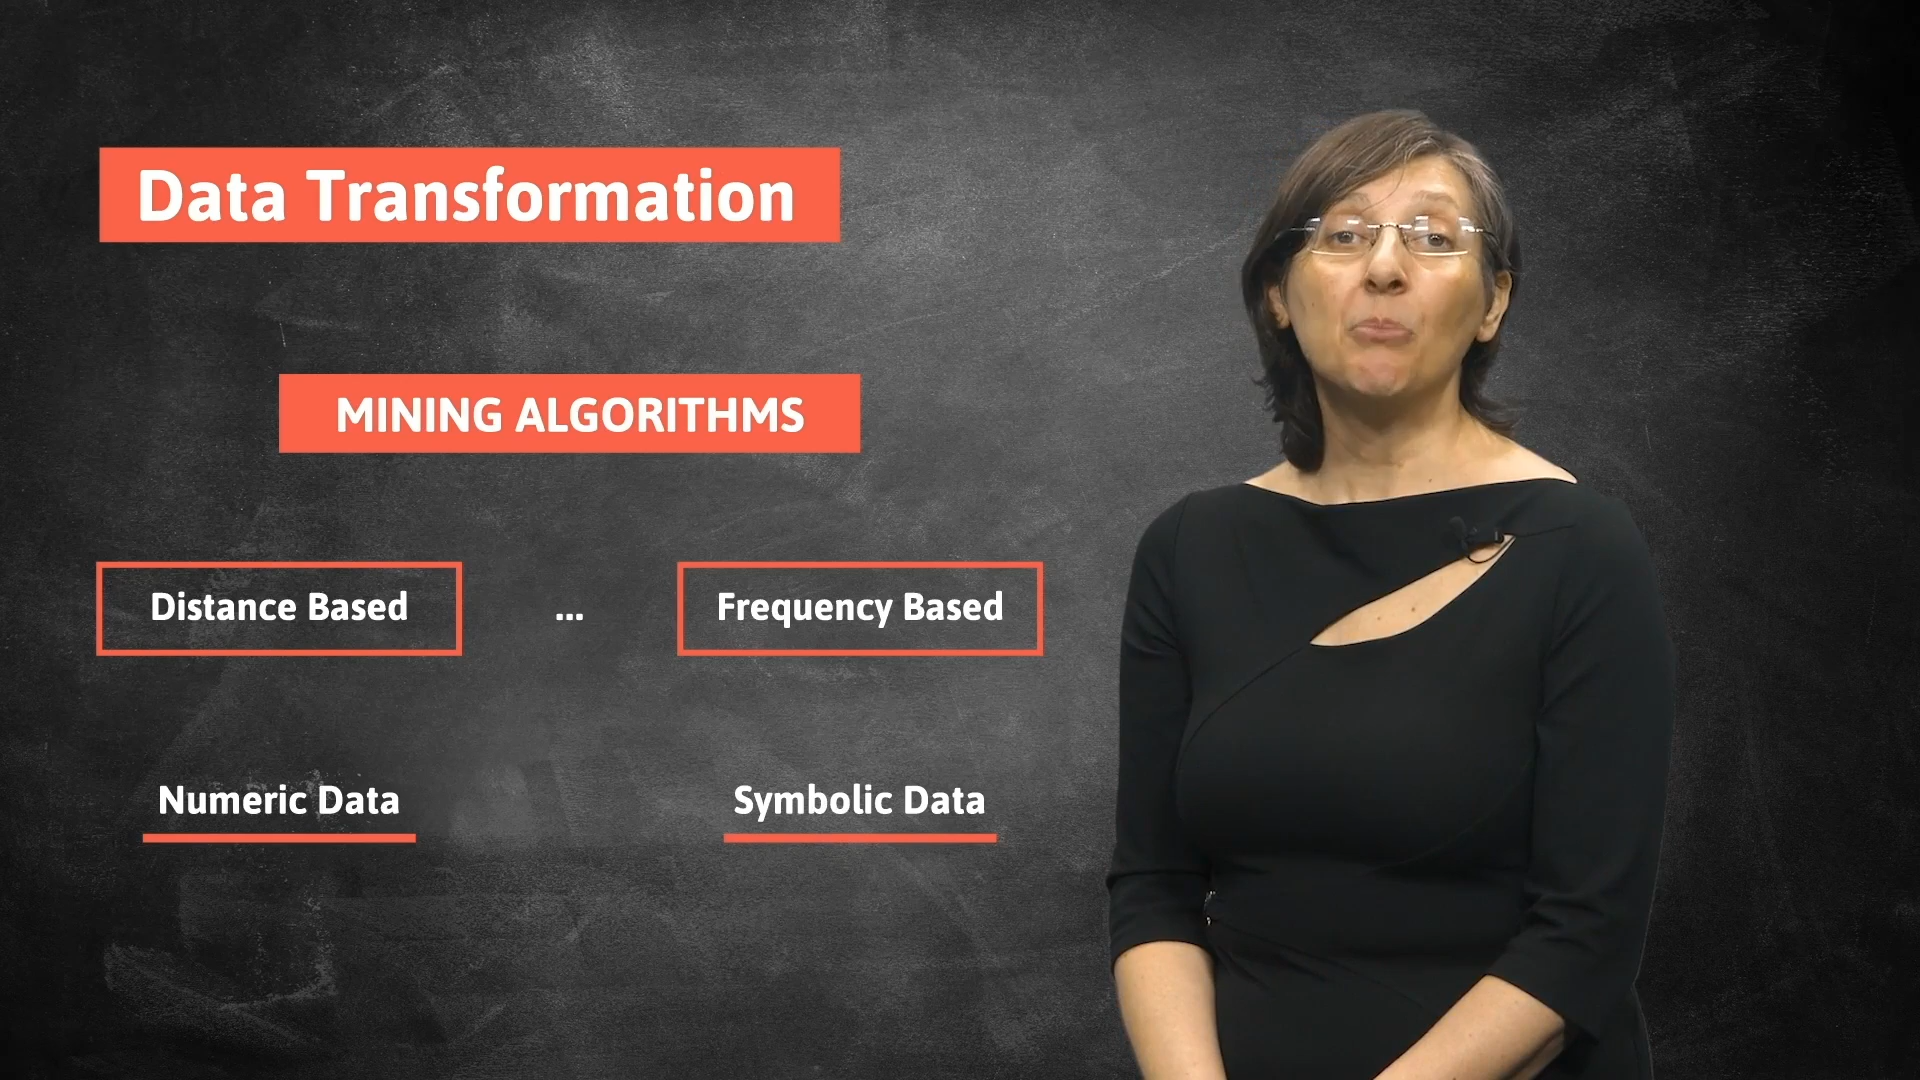 Data Transformation
MINING ALGORITHMS
Distance Based ... Frequency Based
Numeric Data Symbolic Data